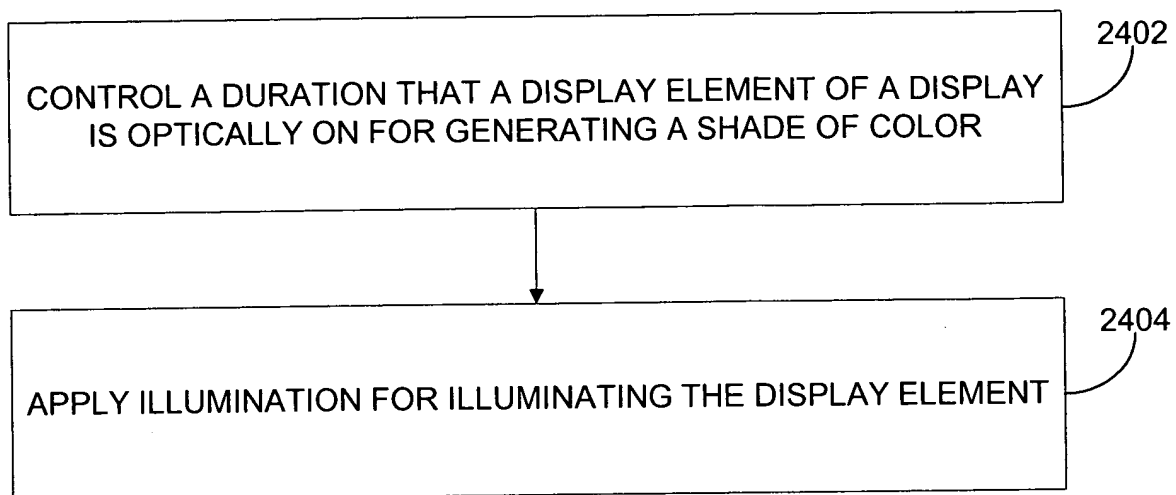 2402
CONTROL A DURATION THAT A DISPLAY ELEMENT OF A DISPLAY
IS OPTICALLY ON FOR GENERATING A SHADE OF COLOR
2404
APPLY ILLUMINATION FOR ILLUMINATING THE DISPLAY ELEMENT